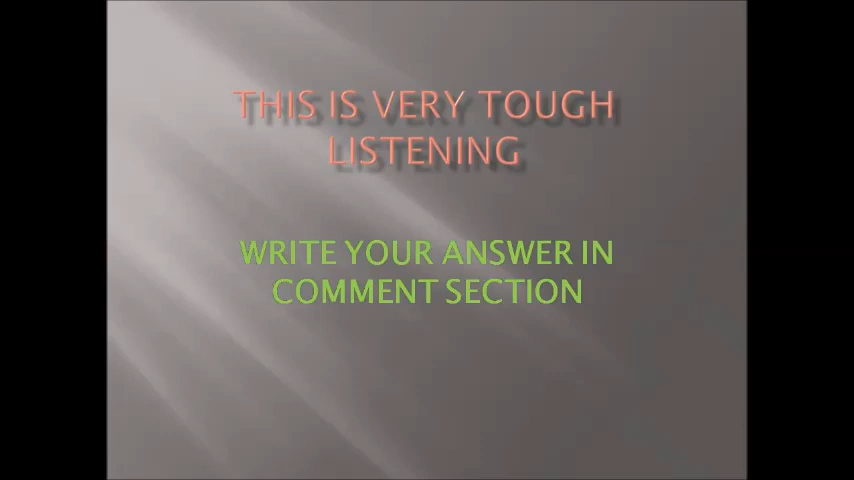 THIS IS VERY TOUGH
LISTENING
WRITE YOUR ANSWER IN
COMMENT SECTION